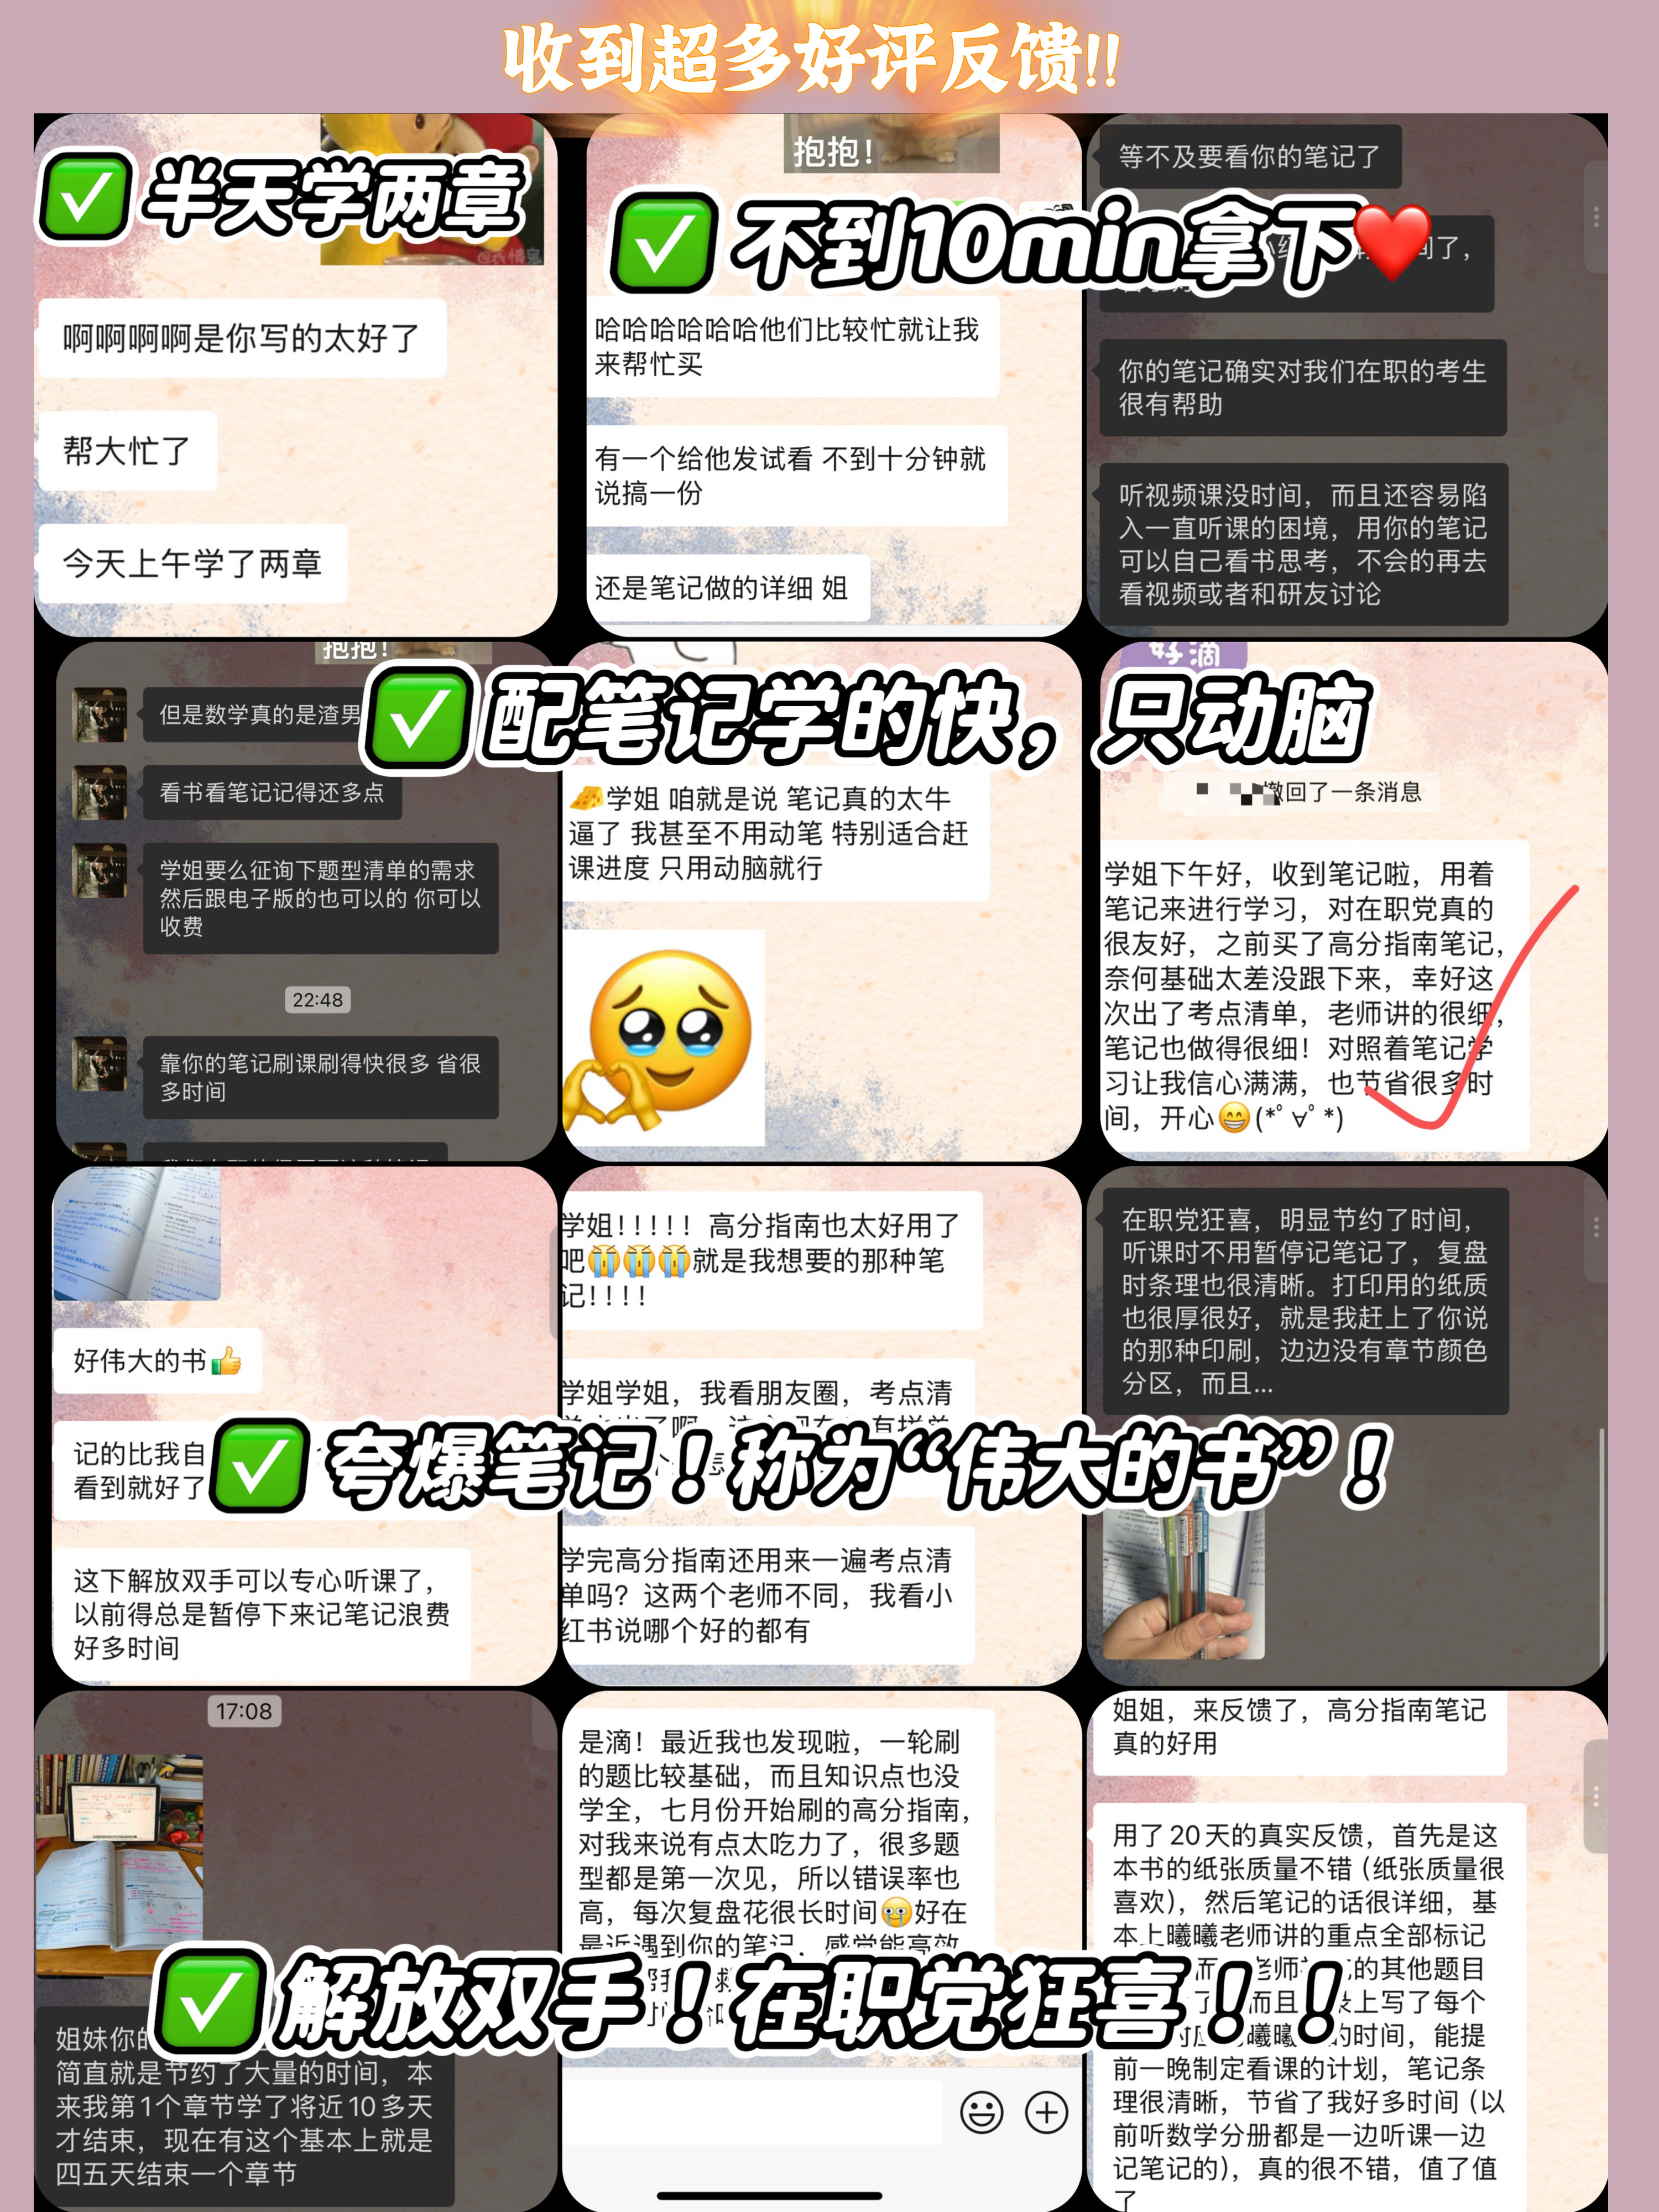 收到超多好评反馈!!
✅半天学两章
啊啊啊啊是你写的太好了
帮大忙了
今天上午学了两章
抱抱！
✅不到10min拿下❤️
哈哈哈哈哈哈他们比较忙就让我
来帮忙买
有一个给他发试看 不到十分钟就
说搞一份
还是笔记做的详细 姐
等不及要看你的笔记了
你的笔记确实对我们在职的考生
很有帮助
听视频课没时间，而且还容易陷
入一直听课的困境，用你的笔记
可以自己看书思考，不会的再去
看视频或者和研友讨论
抱抱！
✅配笔记学的快，只动脑
但是数学真的是渣男
看书看笔记记得还多点
学姐要么征询下题型清单的需求
然后跟电子版的也可以的 你可以
收费
22:48
靠你的笔记刷课刷得快很多 省很
多时间
🧀学姐 咱就是说 笔记真的太牛
逼了 我甚至不用动笔 特别适合赶
课进度 只用动脑就行
好滴
撤回了一条消息
学姐下午好，收到笔记啦，用着
笔记来进行学习，对在职党真的
很友好，之前买了高分指南笔记，
奈何基础太差没跟下来，幸好这
次出了考点清单，老师讲的很细，
笔记也做得很细！对照着笔记学
习让我信心满满，也节省很多时
间，开心😁(*ﾟ∀ﾟ*)
好伟大的书👍
记的比我自
看到就好了
✅夸爆笔记！称为“伟大的书”！
这下解放双手可以专心听课了，
以前得总是暂停下来记笔记浪费
好多时间
学姐！！！！！高分指南也太好用了
吧😭😭😭就是我想要的那种笔
记！！！！
学姐学姐，我看朋友圈，考点清
学完高分指南还用来一遍考点清
单吗？这两个老师不同，我看小
红书说哪个好的都有
在职党狂喜，明显节约了时间，
听课时不用暂停记笔记了，复盘
时条理也很清晰。打印用的纸质
也很厚很好，就是我赶上了你说
的那种印刷，边边没有章节颜色
分区，而且...
17:08
✅解放双手！在职党狂喜！！
姐妹你的
简直就是节约了大量的时间，本
来我第1个章节学了将近10多天
才结束，现在有这个基本上就是
四五天结束一个章节
是滴！最近我也发现啦，一轮刷
的题比较基础，而且知识点也没
学全，七月份开始刷的高分指南，
对我来说有点太吃力了，很多题
型都是第一次见，所以错误率也
高，每次复盘花很长时间🥹好在
最近遇到你的笔记，感觉能高效
姐姐，来反馈了，高分指南笔记
真的好用
用了20天的真实反馈，首先是这
本书的纸张质量不错（纸张质量很
喜欢），然后笔记的话很详细，基
本上曦曦老师讲的重点全部标记
的其他题目
上写了每个
的时间，能提
前一晚制定看课的计划，笔记条
理很清晰，节省了我好多时间（以
前听数学分册都是一边听课一边
记笔记的），真的很不错，值了值
了